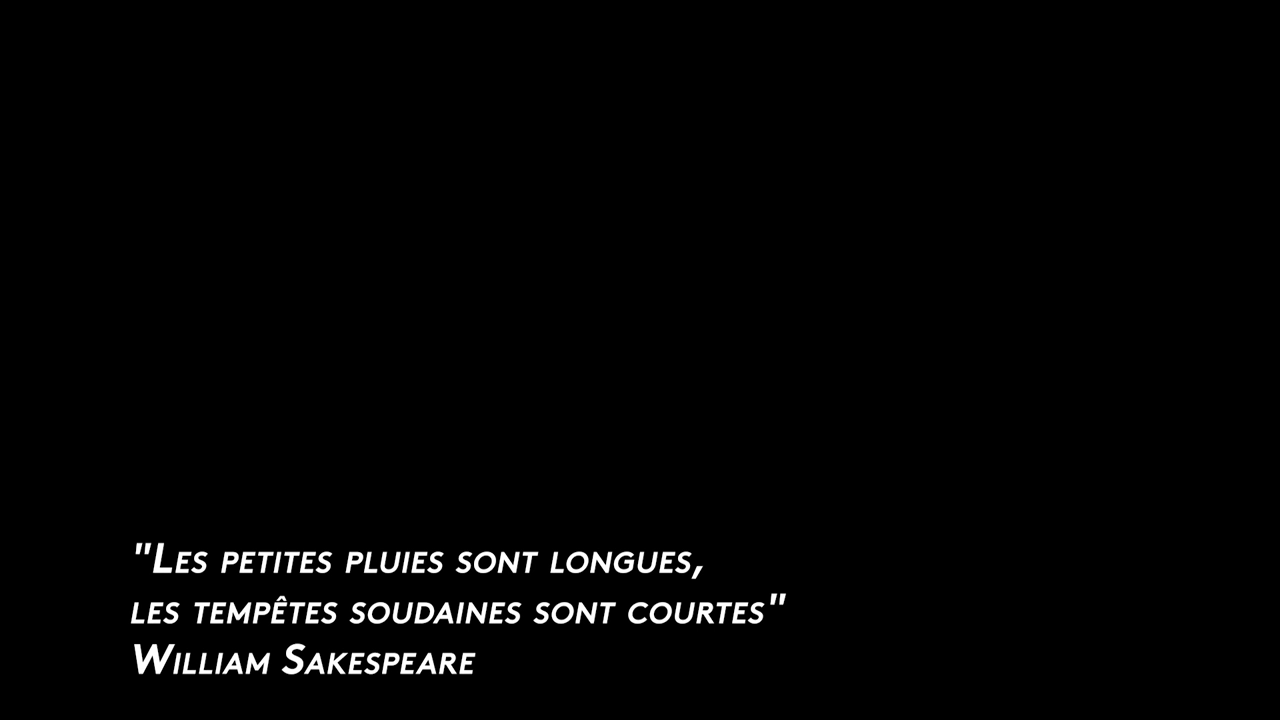 "Les petites pluies sont longues,
les tempêtes soudaines sont courtes"
William Sakespeare